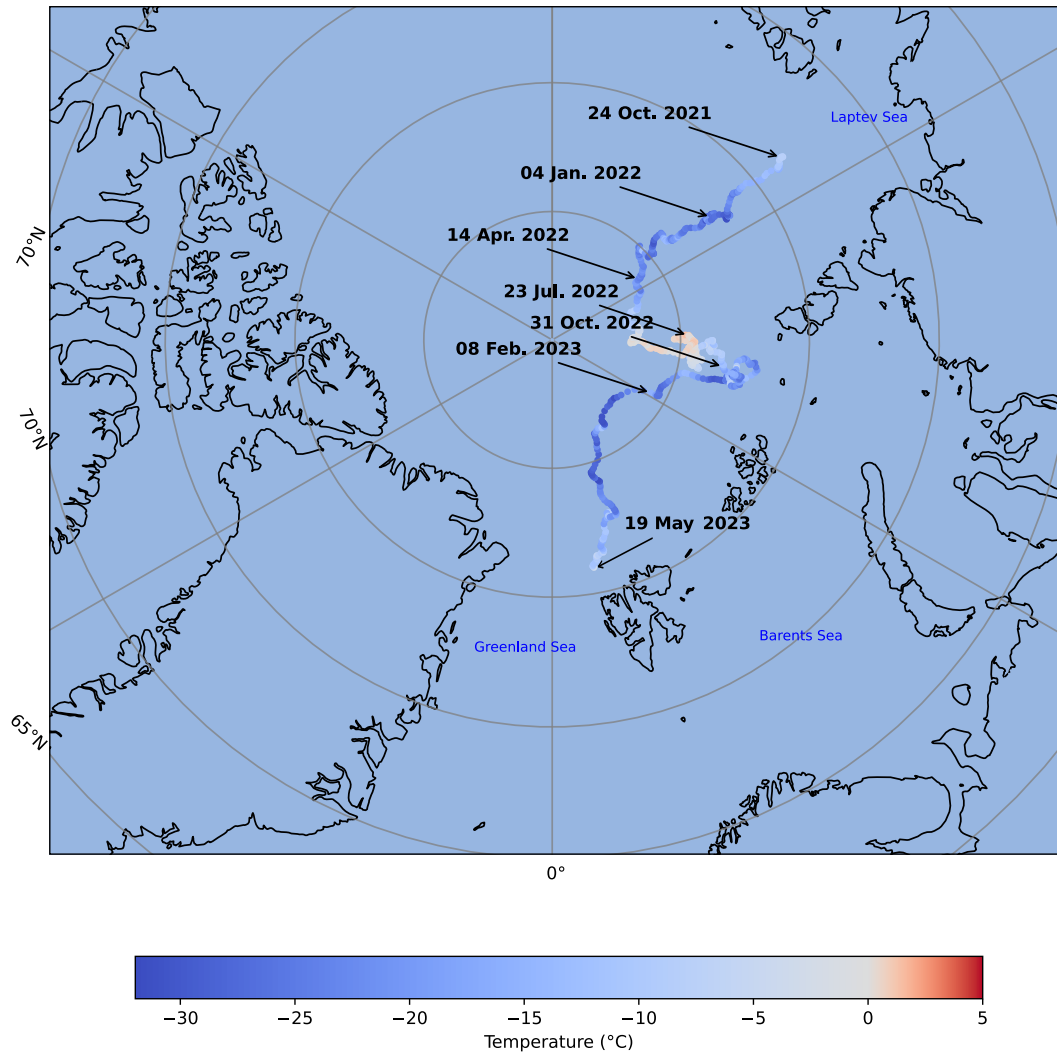 24 Oct. 2021
Laptev Sea
04 Jan. 2022
14 Apr. 2022
70°N
23 Jul. 2022
31 Oct. 2022
08 Feb. 2023
70°N
19 May 2023
Barents Sea
Greenland Sea
65°N
0°
−30 −25 −20 −15 −10 −5 0 5
Temperature (°C)